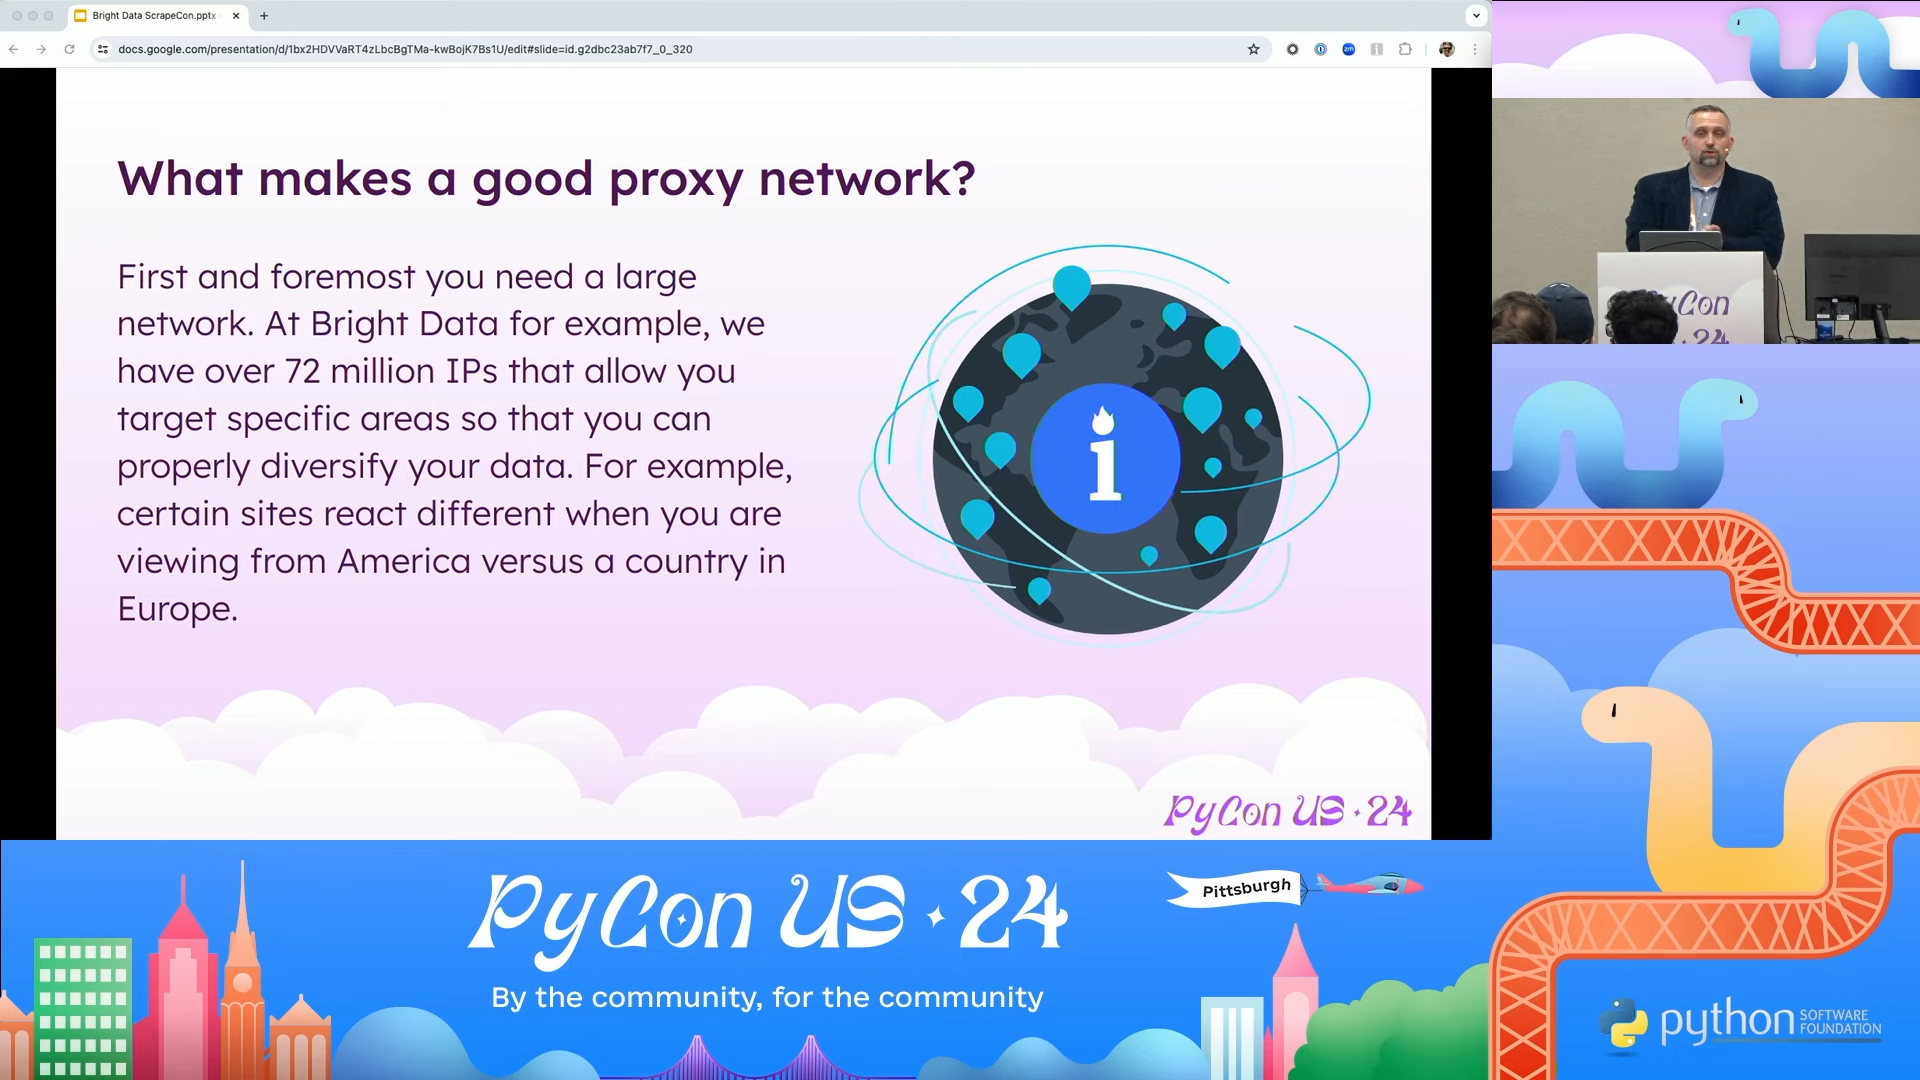 Bright Data ScrapeCon.pptx
docs.google.com/presentation/d/1bx2HDVVaRT4zLbcBgTMa-kwBojK7Bs1U/edit#slide=id.g2dbc23ab7f7_0_320
What makes a good proxy network?
First and foremost you need a large
network. At Bright Data for example, we
have over 72 million IPs that allow you
target specific areas so that you can
properly diversify your data. For example,
certain sites react different when you are
viewing from America versus a country in
Europe.
i
PyCon US 24
PyCon
24
PyCon US 24
By the community, for the community
Pittsburgh
python
SOFTWARE
FOUNDATION